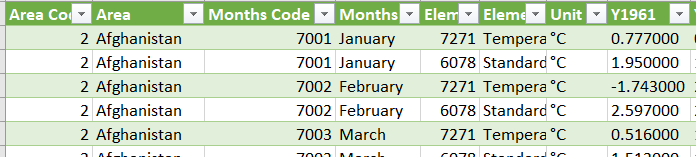 Area Co Area Months Code Months Elem Eleme Unit Y1961
2 Afghanistan 7001 January 7271 Tempera °C 0.777000
2 Afghanistan 7001 January 6078 Standard °C 1.950000
2 Afghanistan 7002 February 7271 Tempera °C -1.743000
2 Afghanistan 7002 February 6078 Standard °C 2.597000
2 Afghanistan 7003 March 7271 Tempera °C 0.516000